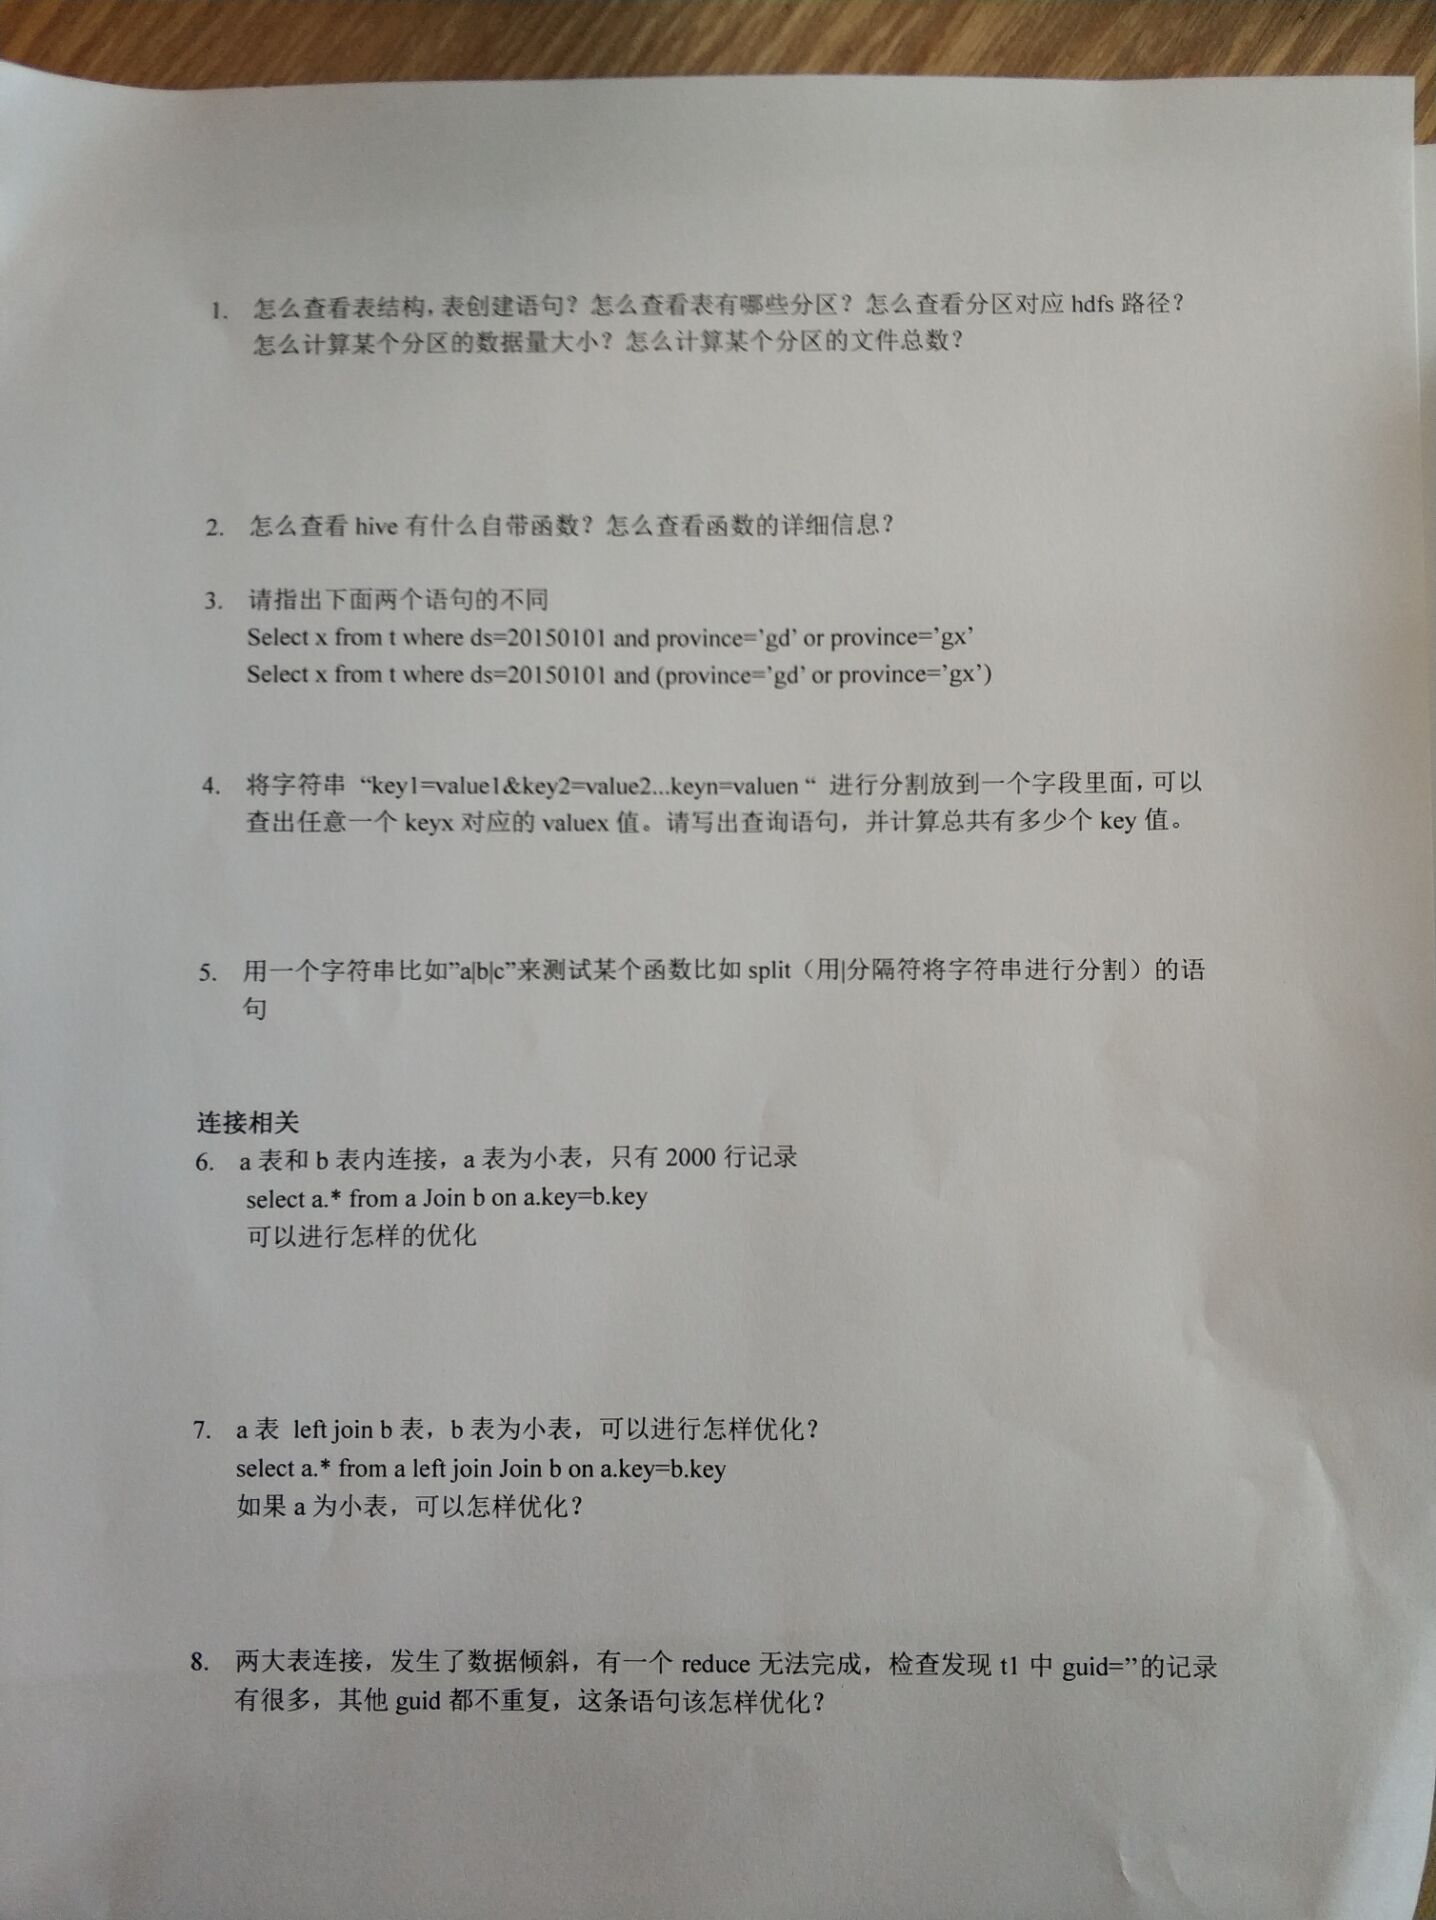 1. 怎么查看表结构，表创建语句？怎么查看表有哪些分区？怎么查看分区对应 hdfs 路径？
怎么计算某个分区的数据量大小？怎么计算某个分区的文件总数？
2. 怎么查看 hive 有什么自带函数？怎么查看函数的详细信息？
3. 请指出下面两个语句的不同
Select x from t where ds=20150101 and province=’gd’ or province=’gx’
Select x from t where ds=20150101 and (province=’gd’ or province=’gx’)
4. 将字符串 “key1=value1&key2=value2...keyn=valuen “ 进行分割放到一个字段里面，可以
查出任意一个 keyx 对应的 valuex 值。请写出查询语句，并计算总共有多少个 key 值。
5. 用一个字符串比如”a|b|c”来测试某个函数比如 split（用|分隔符将字符串进行分割）的语
句
连接相关
6. a 表和 b 表内连接，a 表为小表，只有 2000 行记录
select a.* from a Join b on a.key=b.key
可以进行怎样的优化
7. a 表 left join b 表，b 表为小表，可以进行怎样优化？
select a.* from a left join Join b on a.key=b.key
如果 a 为小表，可以怎样优化？
8. 两大表连接，发生了数据倾斜，有一个 reduce 无法完成，检查发现 t1 中 guid=’’的记录
有很多，其他 guid 都不重复，这条语句该怎样优化？